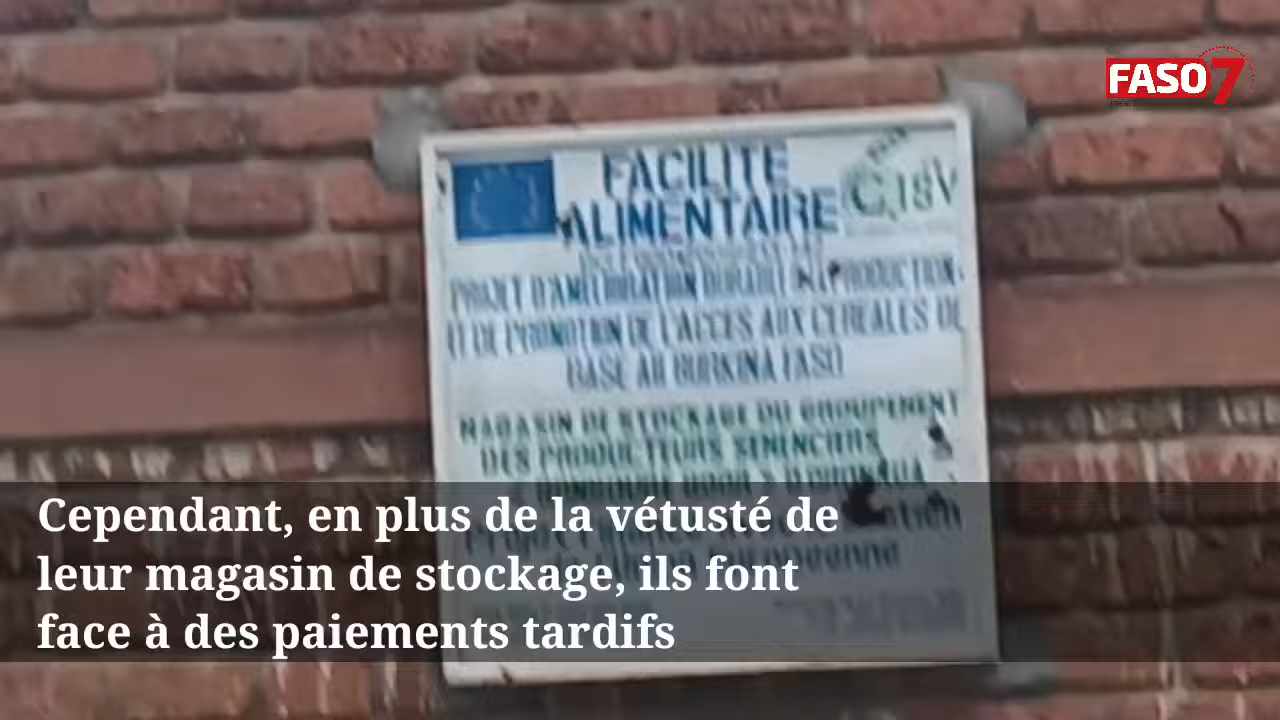 FASO7
FACILITE
ALIMENTAIRE
CISV
PROJET D'AMELIORATION DURABLE DE LA PRODUCTION
ET DE PROMOTION DE L'ACCES AUX CEREALES DE
BASE AU BURKINA FASO
MAGASIN DE STOCKAGE DU GROUPEMENT
DES PRODUCTEURS SEMENCIERS
Cependant, en plus de la vétusté de
leur magasin de stockage, ils font
face à des paiements tardifs